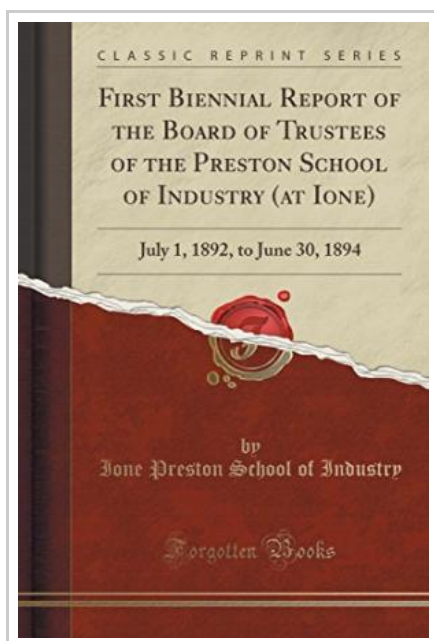 CLASSIC REPRINT SERIES
FIRST BIENNIAL REPORT OF
THE BOARD OF TRUSTEES
OF THE PRESTON SCHOOL
OF INDUSTRY (AT IONE)
July 1, 1892, to June 30, 1894
by
Ione Preston School of Industry
Forgotten Books